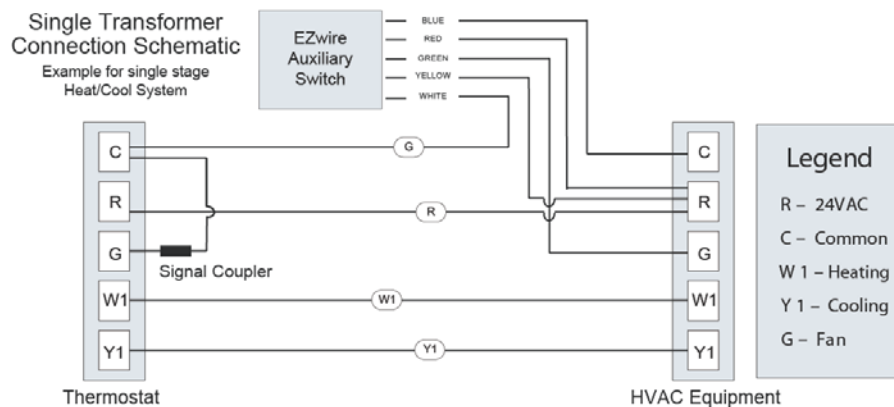 Single Transformer
Connection Schematic
Example for single stage
Heat/Cool System
EZwire
Auxiliary
Switch
BLUE
RED
GREEN
YELLOW
WHITE
C
R
G
W1
Y1
G
R
W1
Y1
Signal Coupler
C
R
G
W1
Y1
Thermostat
HVAC Equipment
Legend
R – 24VAC
C – Common
W 1 – Heating
Y 1 – Cooling
G – Fan